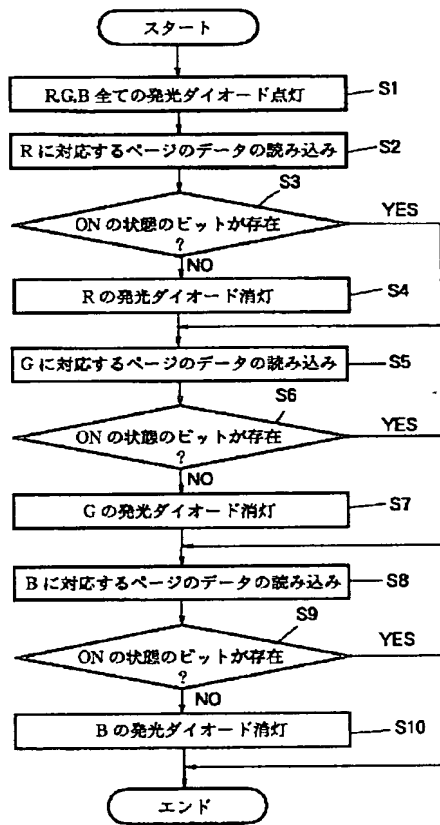 スタート
R,G,B 全ての発光ダイオード点灯
S1
R に対応するページのデータの読み込み
S2
S3
ON の状態のビットが存在
?
YES
NO
R の発光ダイオード消灯
S4
G に対応するページのデータの読み込み
S5
S6
ON の状態のビットが存在
?
YES
NO
G の発光ダイオード消灯
S7
B に対応するページのデータの読み込み
S8
S9
ON の状態のビットが存在
?
YES
NO
B の発光ダイオード消灯
S10
エンド